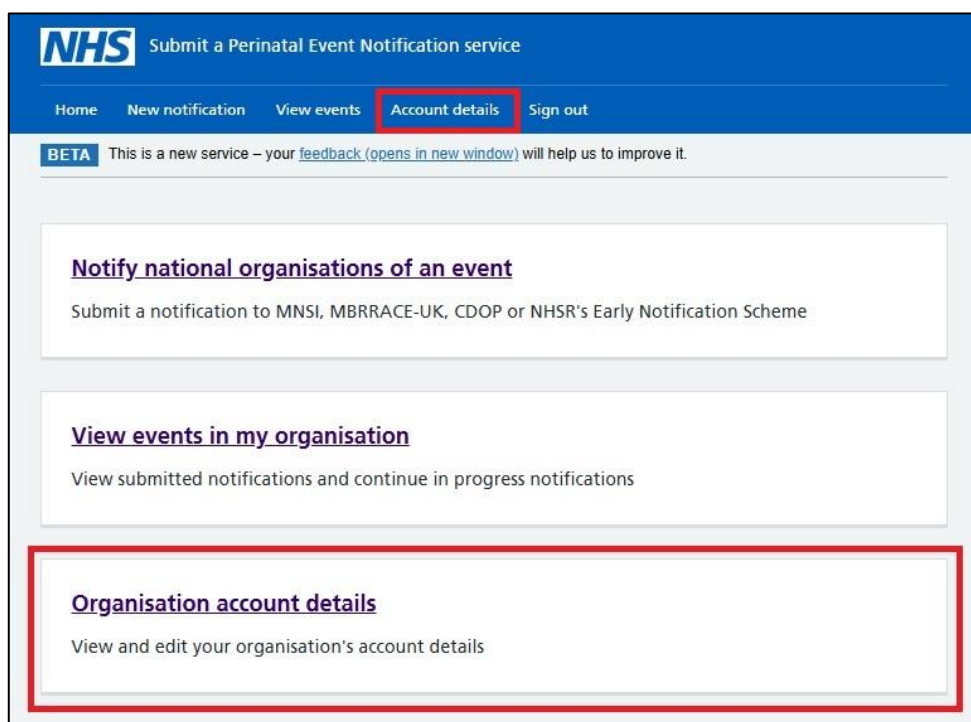 NHS Submit a Perinatal Event Notification service
Home New notification View events Account details Sign out
BETA This is a new service – your feedback (opens in new window) will help us to improve it.
Notify national organisations of an event
Submit a notification to MNSI, MBRRACE-UK, CDOP or NHSR's Early Notification Scheme
View events in my organisation
View submitted notifications and continue in progress notifications
Organisation account details
View and edit your organisation's account details